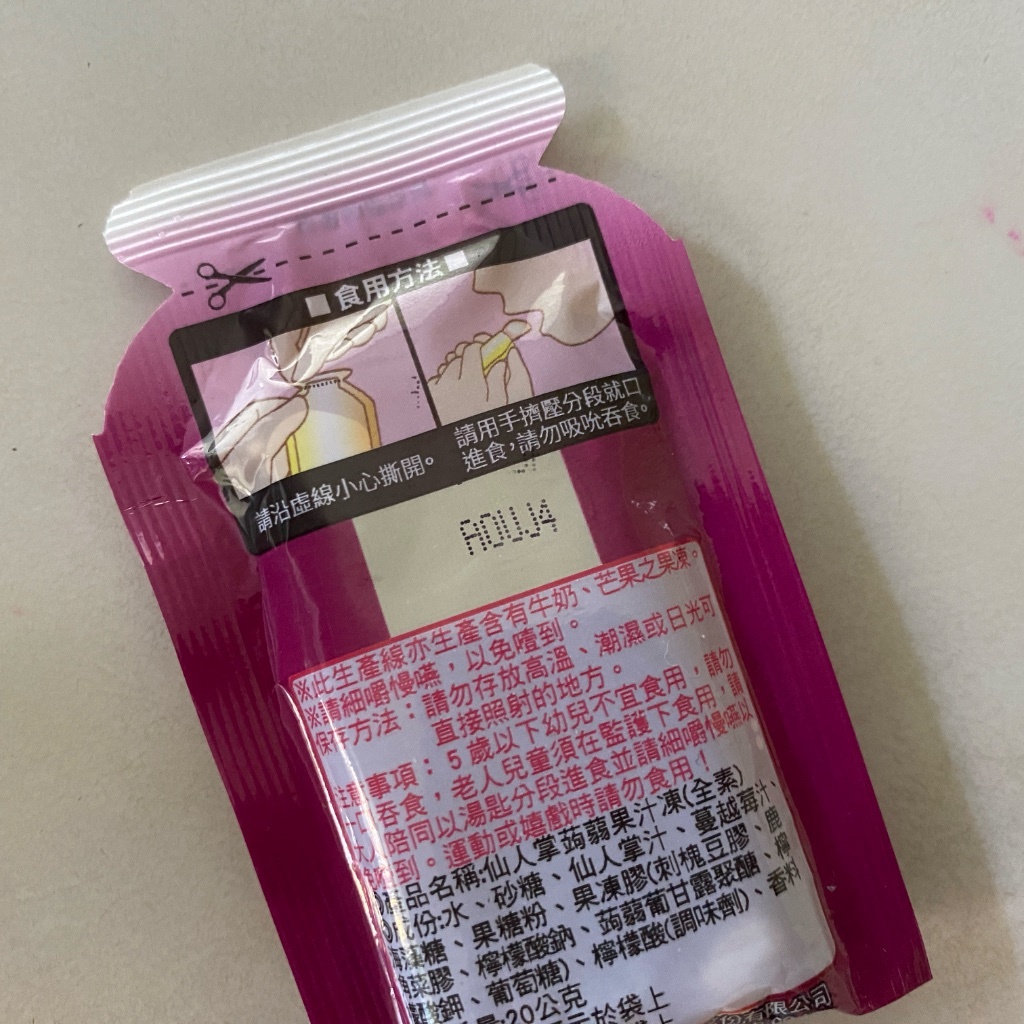 ■食用方法■
請沿虛線小心撕開。
請用手擠壓分段就口
進食,請勿吸吮吞食。
AOUJ4
※此生產線亦生產含有牛奶、芒果之果凍。
※請細嚼慢嚥,以免噎到。
保存方法:請勿存放高溫、潮濕或日光可
直接照射的地方。
注意事項:5歲以下幼兒不宜食用,請勿
吞食,老人兒童須在監護下食用,請
陪同以湯匙分段進食並請細嚼慢嚥以
到。運動或嬉戲時請勿食用!
產品名稱:仙人掌蒟蒻果汁凍(全素)
成份:水、砂糖、仙人掌汁、蔓越莓汁、
糖、果糖粉、果凍膠(刺槐豆膠、鹿
菜膠、檸檬酸鈉、蒟蒻葡甘露聚醣、檸
酸鉀、葡萄糖)、檸檬酸(調味劑)、香料
量:20公克
示於袋上
有限公司